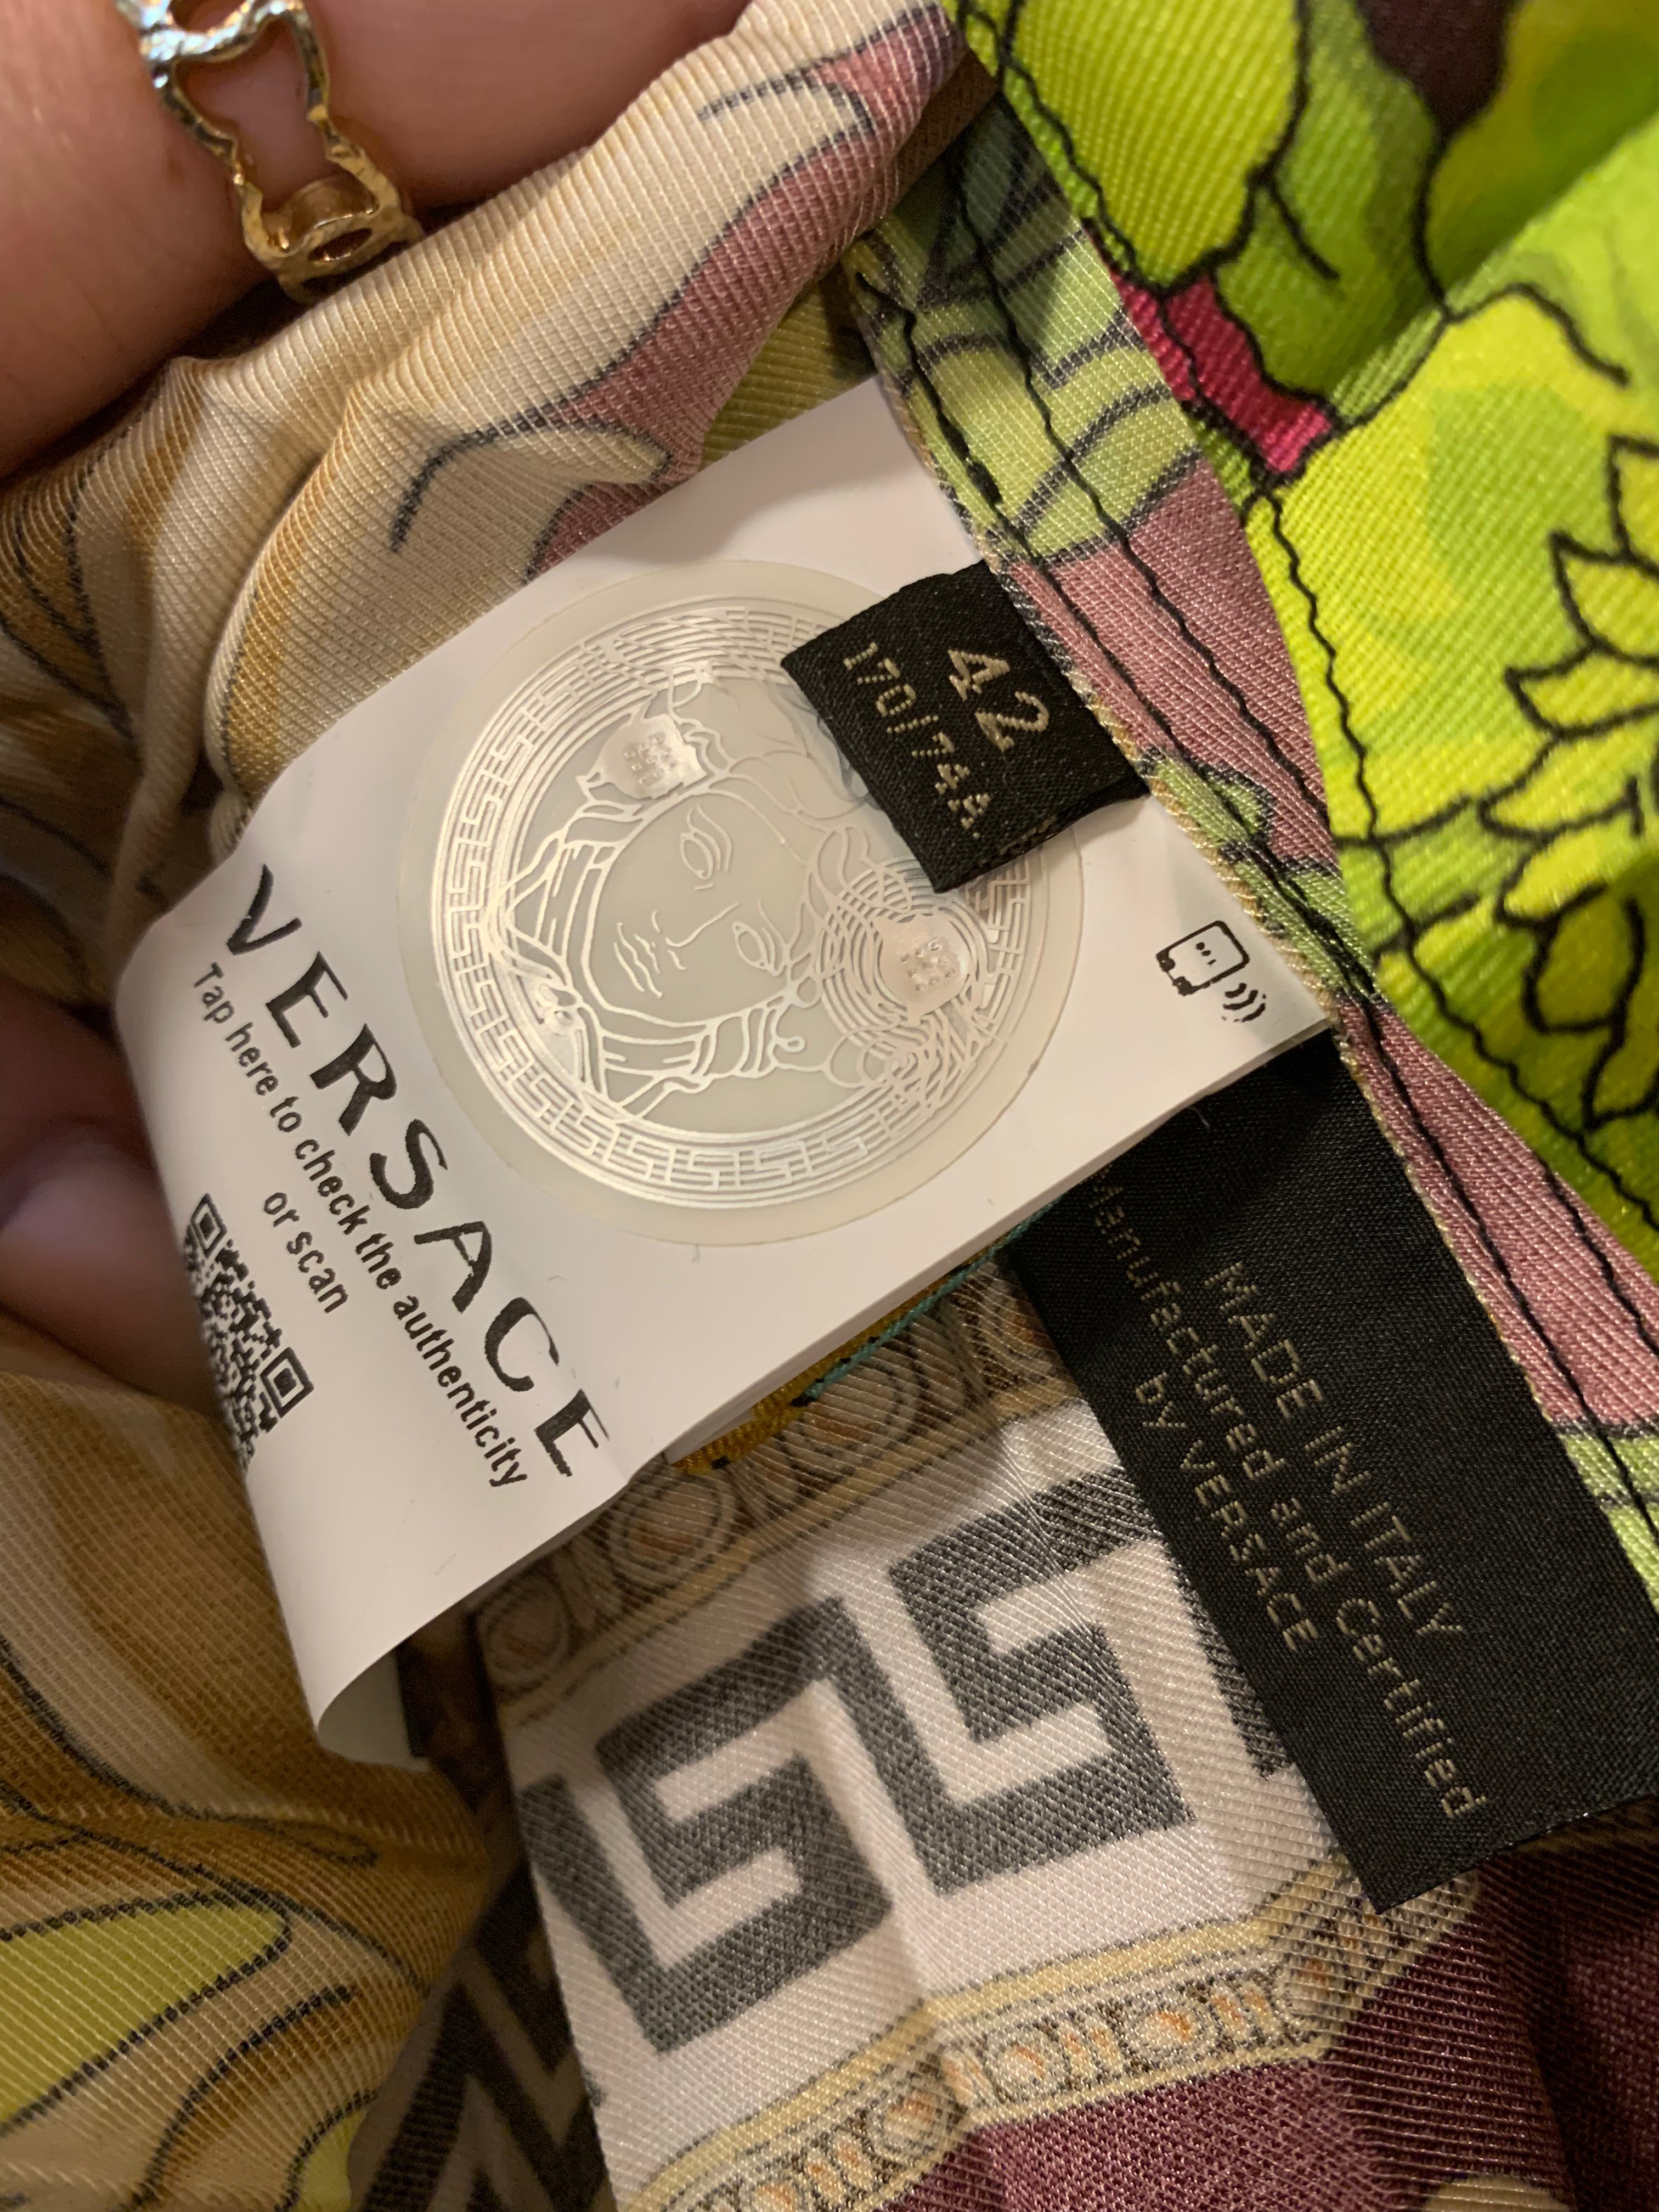 42
170/74A
VERSACE
Tap here to check the authenticity
or scan
MADE IN ITALY
Manufactured and Certified
by VERSACE